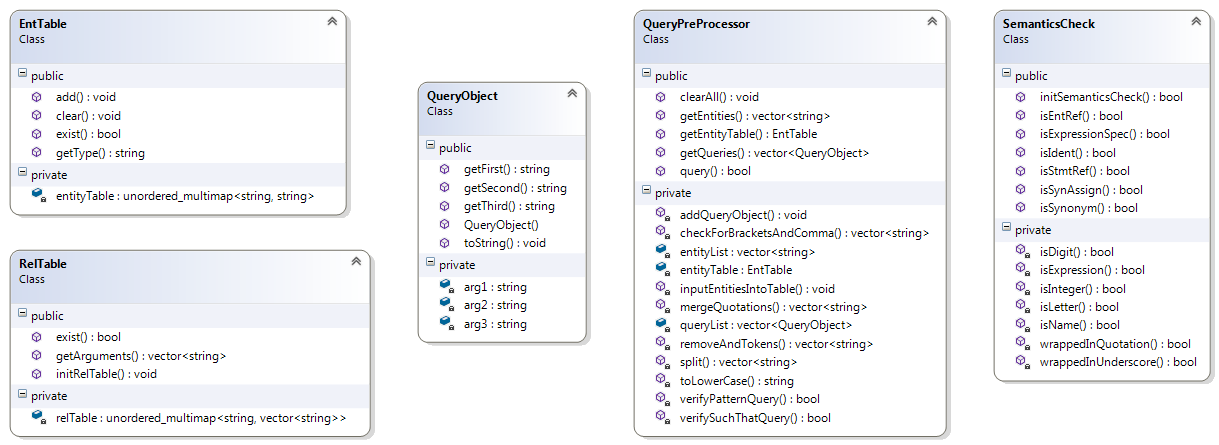 EntTable
Class
public
add() : void
clear() : void
exist() : bool
getType() : string
private
entityTable : unordered_multimap<string, string>
RelTable
Class
public
exist() : bool
getArguments() : vector<string>
initRelTable() : void
private
relTable : unordered_multimap<string, vector<string>>
QueryObject
Class
public
getFirst() : string
getSecond() : string
getThird() : string
QueryObject()
toString() : void
private
arg1 : string
arg2 : string
arg3 : string
QueryPreProcessor
Class
public
clearAll() : void
getEntities() : vector<string>
getEntityTable() : EntTable
getQueries() : vector<QueryObject>
query() : bool
private
addQueryObject() : void
checkForBracketsAndComma() : vector<string>
entityList : vector<string>
entityTable : EntTable
inputEntitiesIntoTable() : void
mergeQuotations() : vector<string>
queryList : vector<QueryObject>
removeAndTokens() : vector<string>
split() : vector<string>
toLowerCase() : string
verifyPatternQuery() : bool
verifySuchThatQuery() : bool
SemanticsCheck
Class
public
initSemanticsCheck() : bool
isEntRef() : bool
isExpressionSpec() : bool
isIdent() : bool
isStmtRef() : bool
isSynAssign() : bool
isSynonym() : bool
private
isDigit() : bool
isExpression() : bool
isInteger() : bool
isLetter() : bool
isName() : bool
wrappedInQuotation() : bool
wrappedInUnderscore() : bool